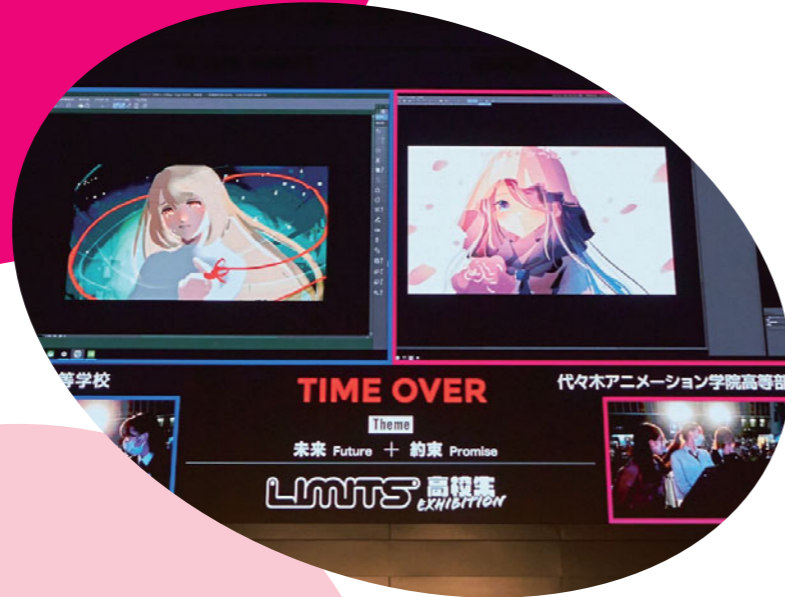 等学校
TIME OVER
代々木アニメーション学院高等部
Theme
未来 Future + 約束 Promise
LIMITS 高校生
EXHIBITION